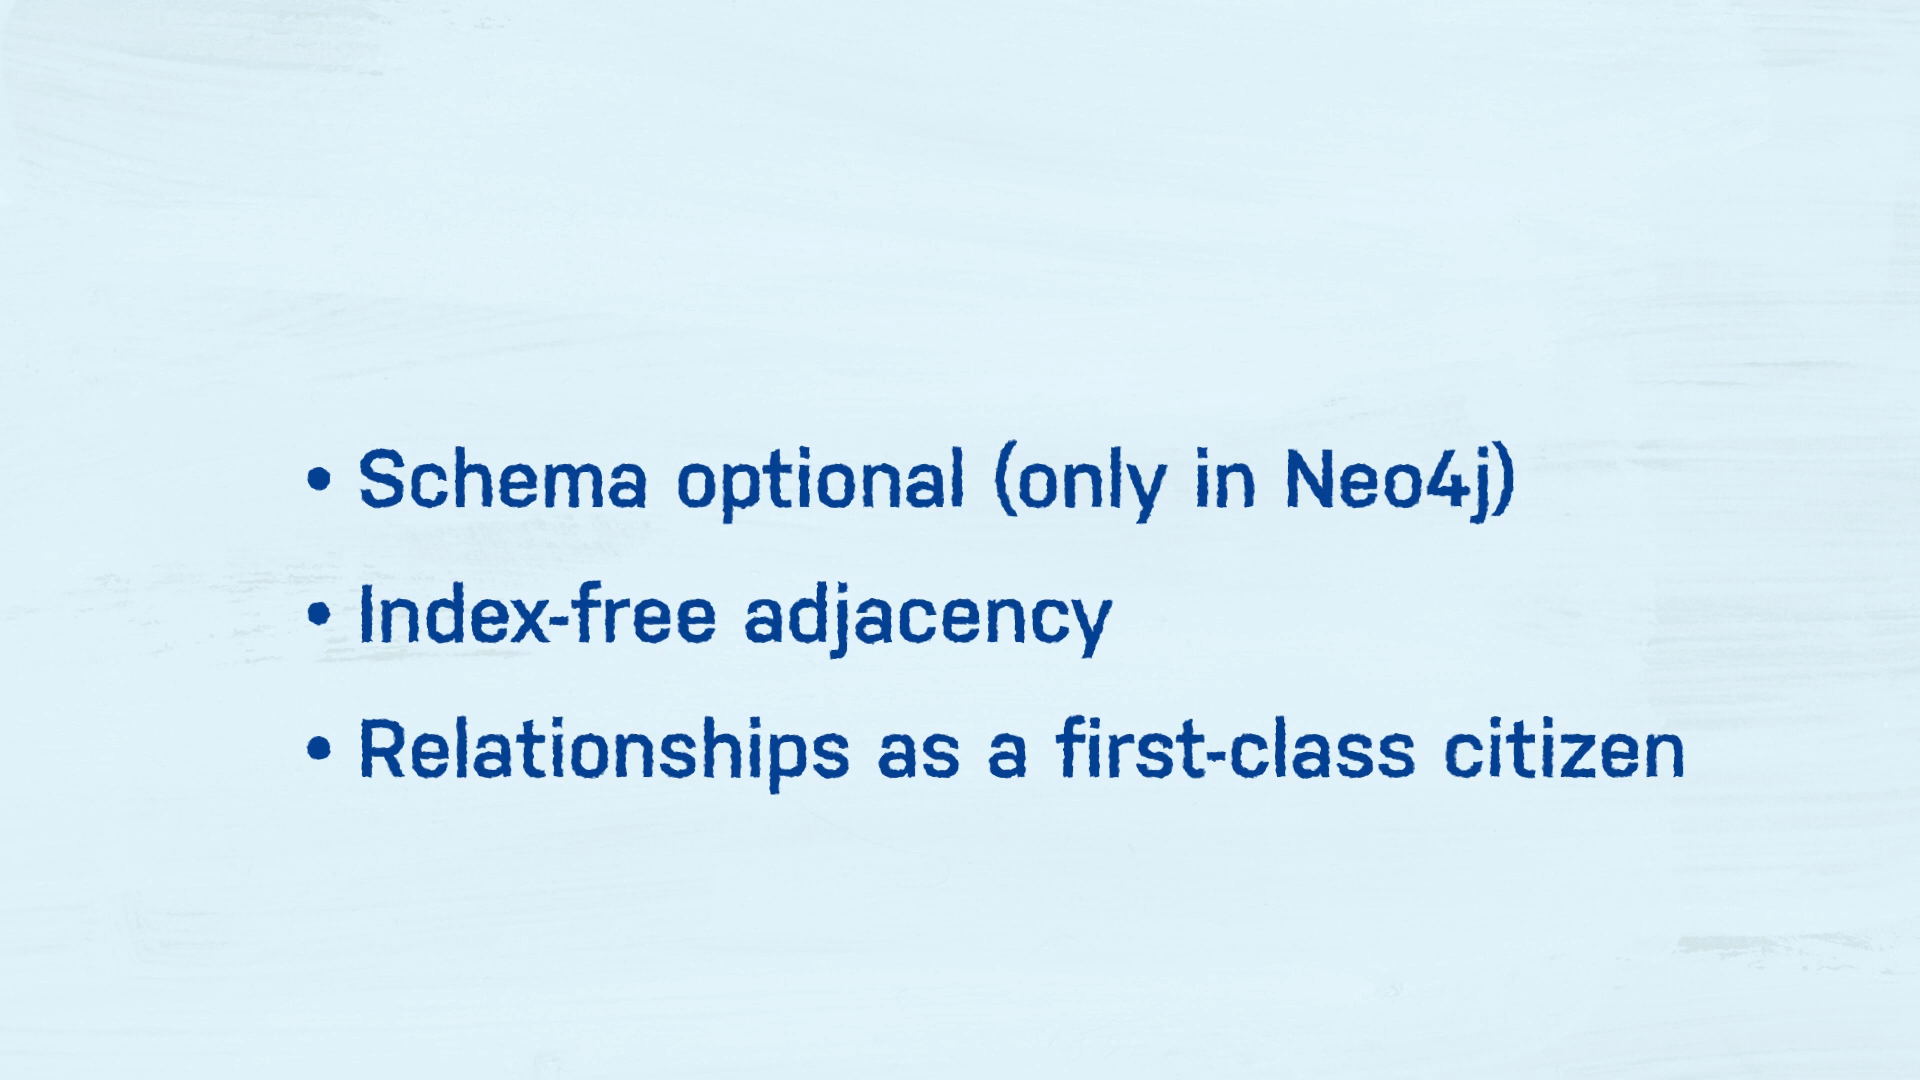 • Schema optional (only in Neo4j)
• Index-free adjacency
• Relationships as a first-class citizen